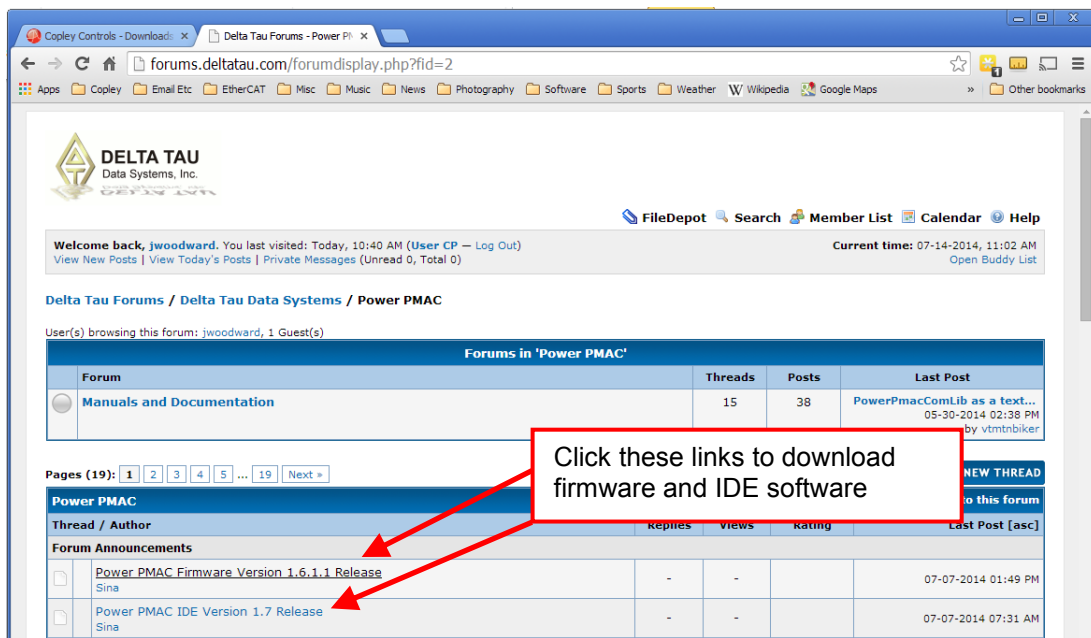 Copley Controls - Downloads
Delta Tau Forums - Power PM
forums.deltatau.com/forumdisplay.php?fid=2
1
Apps Copley Email Etc EtherCAT Misc Music News Photography Software Sports Weather W Wikipedia Google Maps » Other bookmarks
DELTA TAU
Data Systems, Inc.
FileDepot Search Member List Calendar Help
Welcome back, jwoodward. You last visited: Today, 10:40 AM (User CP — Log Out)
Current time: 07-14-2014, 11:02 AM
View New Posts | View Today's Posts | Private Messages (Unread 0, Total 0)
Open Buddy List
Delta Tau Forums / Delta Tau Data Systems / Power PMAC
User(s) browsing this forum: jwoodward, 1 Guest(s)
Forums in 'Power PMAC'
Forum Threads Posts Last Post
Manuals and Documentation 15 38 PowerPmacComLib as a text...
05-30-2014 02:38 PM
by vtmtnbiker
Click these links to download
firmware and IDE software
Pages (19): 1 2 3 4 5 ... 19 Next »
NEW THREAD
Power PMAC
to this forum
Thread / Author Replies Views Rating Last Post [asc]
Forum Announcements
Power PMAC Firmware Version 1.6.1.1 Release - - 07-07-2014 01:49 PM
Sina
Power PMAC IDE Version 1.7 Release - - 07-07-2014 07:31 AM
Sina